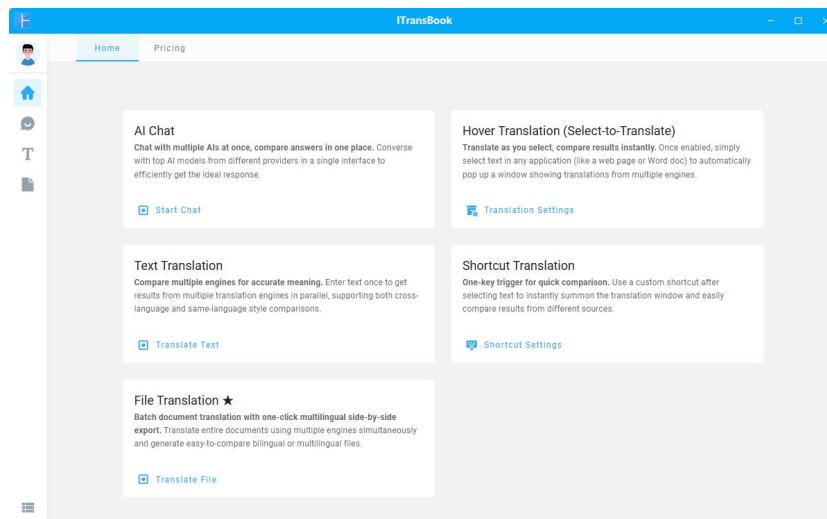 ITransBook
Home
Pricing
AI Chat
Chat with multiple AIs at once, compare answers in one place. Converse
with top AI models from different providers in a single interface to
efficiently get the ideal response.
Start Chat
Hover Translation (Select-to-Translate)
Translate as you select, compare results instantly. Once enabled, simply
select text in any application (like a web page or Word doc) to automatically
pop up a window showing translations from multiple engines.
Translation Settings
Text Translation
Compare multiple engines for accurate meaning. Enter text once to get
results from multiple translation engines in parallel, supporting both cross-
language and same-language style comparisons.
Translate Text
Shortcut Translation
One-key trigger for quick comparison. Use a custom shortcut after
selecting text to instantly summon the translation window and easily
compare results from different sources.
Shortcut Settings
File Translation ★
Batch document translation with one-click multilingual side-by-side
export. Translate entire documents using multiple engines simultaneously
and generate easy-to-compare bilingual or multilingual files.
Translate File